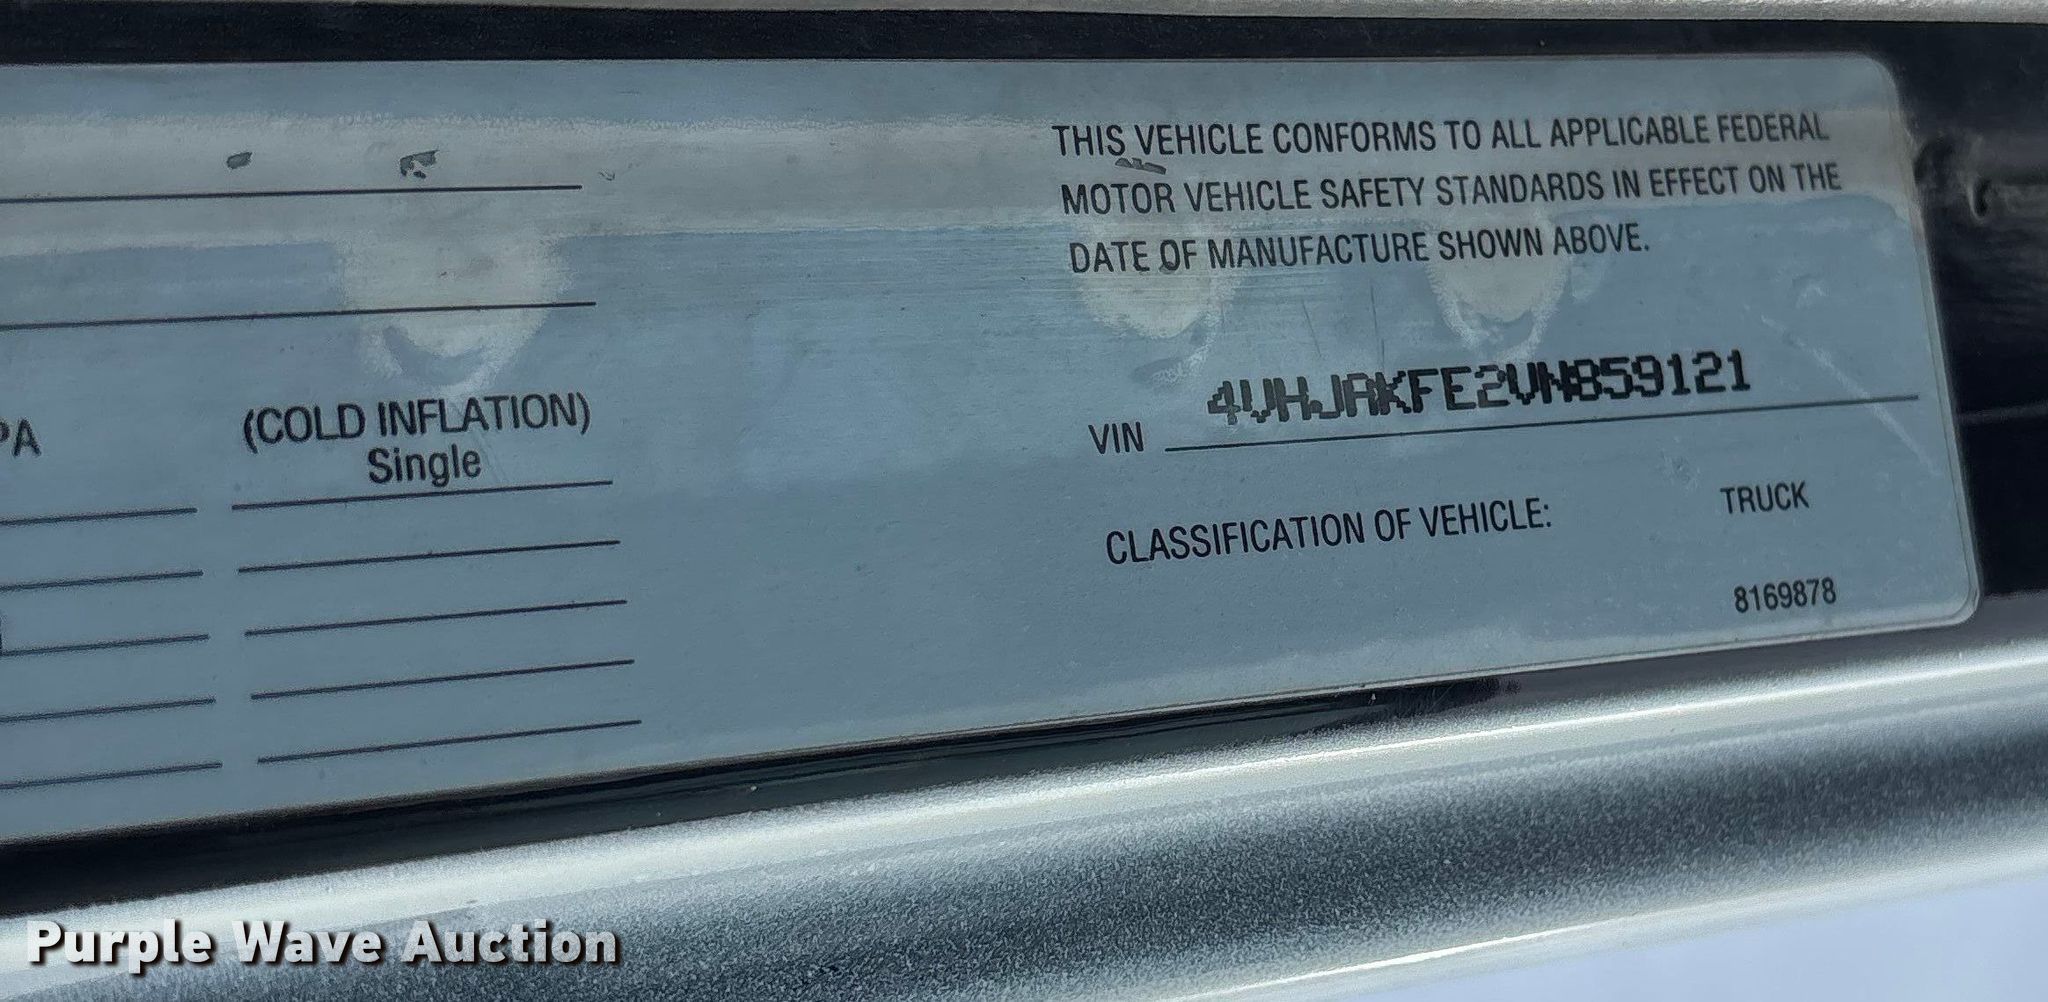 THIS VEHICLE CONFORMS TO ALL APPLICABLE FEDERAL
MOTOR VEHICLE SAFETY STANDARDS IN EFFECT ON THE
DATE OF MANUFACTURE SHOWN ABOVE.
PA (COLD INFLATION)
Single
VIN 4VHJAKFE2VN859121
CLASSIFICATION OF VEHICLE: TRUCK
8169878
Purple Wave Auction